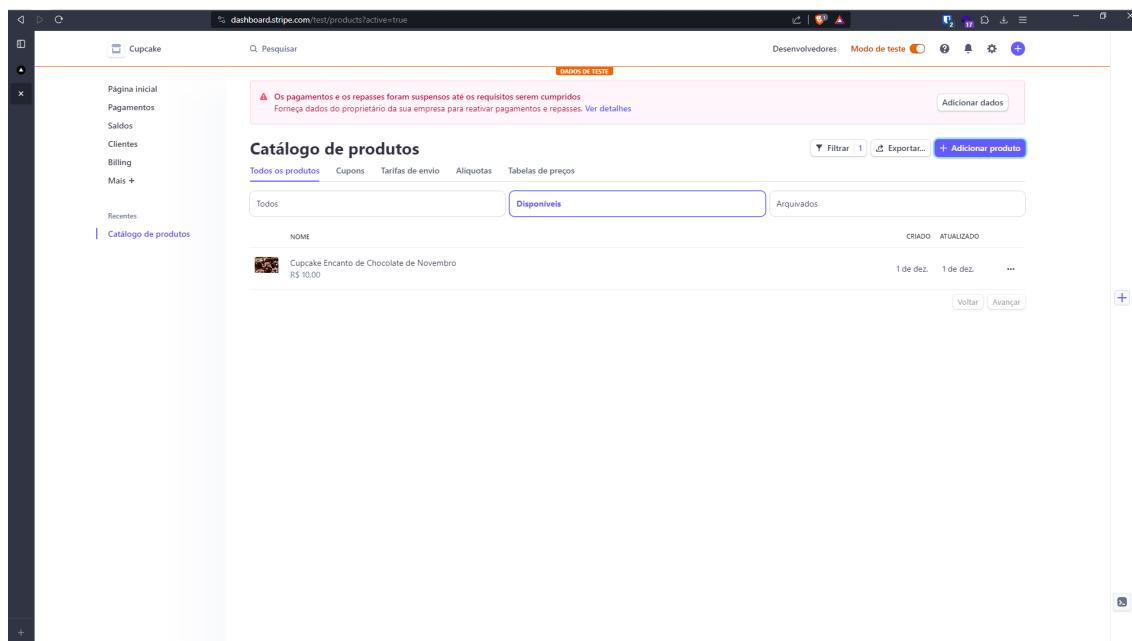 dashboard.stripe.com/test/products?active=true
2
17
Cupcake
Pesquisar
Desenvolvedores
Modo de teste
DADOS DE TESTE
Página inicial
Pagamentos
Saldos
Clientes
Billing
Mais +
Recentes
Catálogo de produtos
Os pagamentos e os repasses foram suspensos até os requisitos serem cumpridos
Forneça dados do proprietário da sua empresa para reativar pagamentos e repasses. Ver detalhes
Adicionar dados
Catálogo de produtos
Filtrar 1
Exportar...
+ Adicionar produto
Todos os produtos Cupons Tarifas de envio Alíquotas Tabelas de preços
Todos
Disponíveis
Arquivados
NOME CRIADO ATUALIZADO
Cupcake Encanto de Chocolate de Novembro
R$ 10,00
1 de dez. 1 de dez.
Voltar Avançar